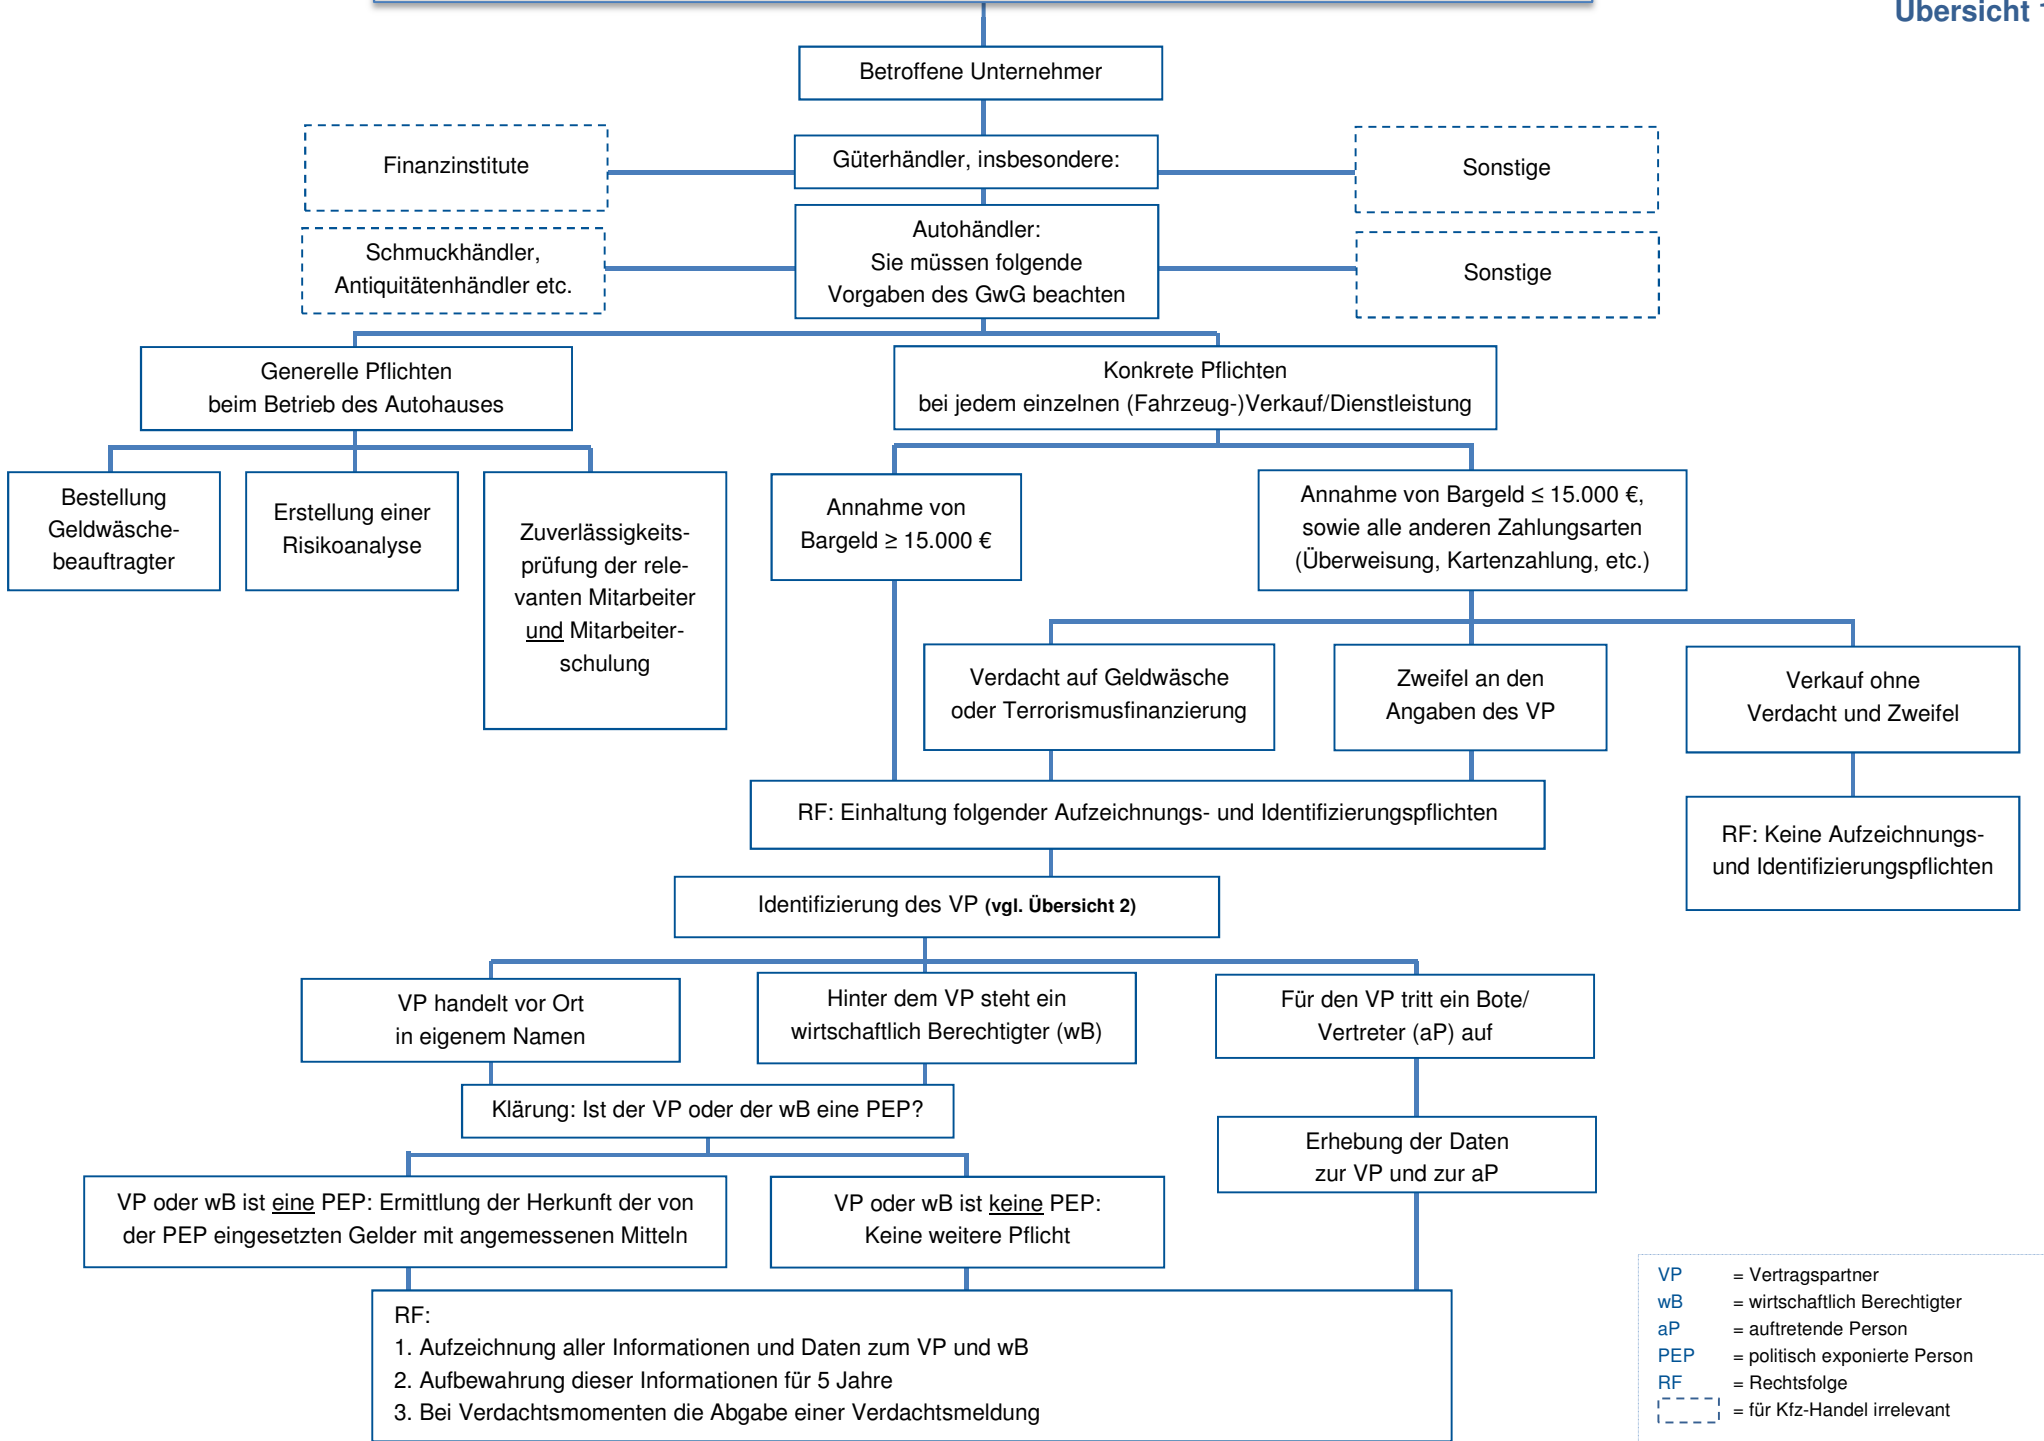 Übersicht 1
Betroffene Unternehmer
Finanzinstitute
Güterhändler, insbesondere:
Sonstige
Schmuckhändler,
Antiquitätenhändler etc.
Autohändler:
Sie müssen folgende
Vorgaben des GwG beachten
Sonstige
Generelle Pflichten
beim Betrieb des Autohauses
Konkrete Pflichten
bei jedem einzelnen (Fahrzeug-)Verkauf/Dienstleistung
Bestellung
Geldwäsche-
beauftragter
Erstellung einer
Risikoanalyse
Zuverlässigkeits-
prüfung der rele-
vanten Mitarbeiter
und Mitarbeiter-
schulung
Annahme von
Bargeld ≥ 15.000 €
Annahme von Bargeld ≤ 15.000 €,
sowie alle anderen Zahlungsarten
(Überweisung, Kartenzahlung, etc.)
Verdacht auf Geldwäsche
oder Terrorismusfinanzierung
Zweifel an den
Angaben des VP
Verkauf ohne
Verdacht und Zweifel
RF: Einhaltung folgender Aufzeichnungs- und Identifizierungspflichten
RF: Keine Aufzeichnungs-
und Identifizierungspflichten
Identifizierung des VP (vgl. Übersicht 2)
VP handelt vor Ort
in eigenem Namen
Hinter dem VP steht ein
wirtschaftlich Berechtigter (wB)
Für den VP tritt ein Bote/
Vertreter (aP) auf
Klärung: Ist der VP oder der wB eine PEP?
Erhebung der Daten
zur VP und zur aP
VP oder wB ist eine PEP: Ermittlung der Herkunft der von
der PEP eingesetzten Gelder mit angemessenen Mitteln
VP oder wB ist keine PEP:
Keine weitere Pflicht
RF:
1. Aufzeichnung aller Informationen und Daten zum VP und wB
2. Aufbewahrung dieser Informationen für 5 Jahre
3. Bei Verdachtsmomenten die Abgabe einer Verdachtsmeldung
VP = Vertragspartner
wB = wirtschaftlich Berechtigter
aP = auftretende Person
PEP = politisch exponierte Person
RF = Rechtsfolge
= für Kfz-Handel irrelevant